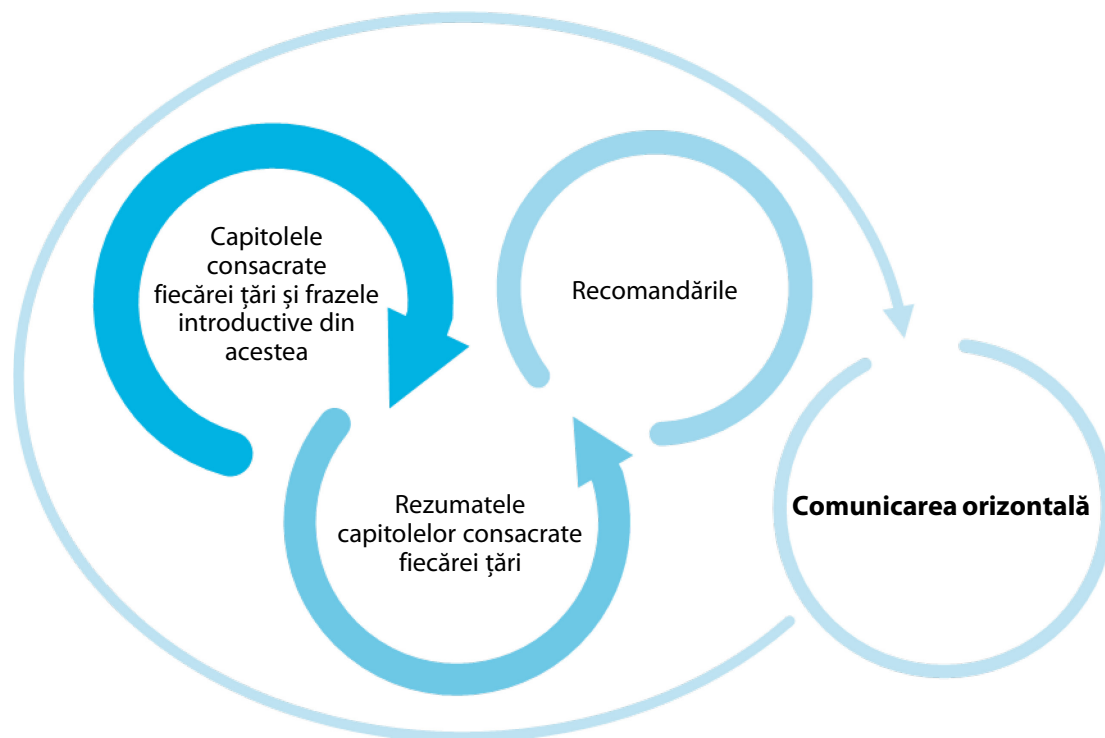 Capitolele
consacrate
fiecărei țări și frazele
introductive din
acestea
Recomandările
Rezumatele
capitolelor consacrate
fiecărei țări
Comunicarea orizontală